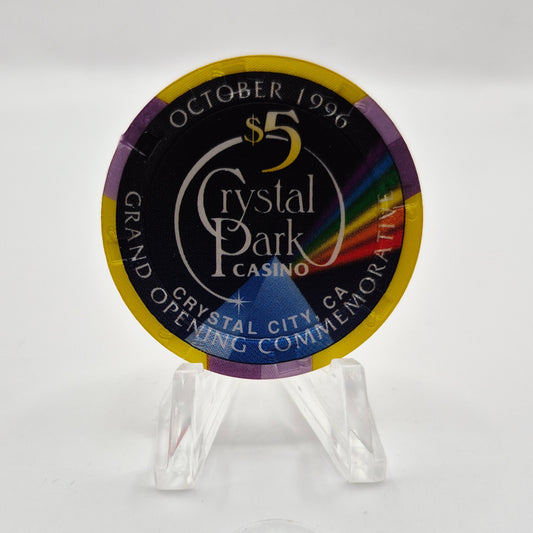 OCTOBER 1996
$5
Crystal
Park
CASINO
CRYSTAL CITY, CA
GRAND OPENING COMMEMORATIVE